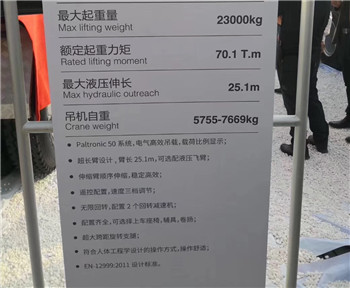 最大起重量
Max lifting weight
23000kg
额定起重力矩
Rated lifting moment
70.1 T.m
最大液压伸长
Max hydraulic outreach
25.1m
吊机自重
Crane weight
5755-7669kg
• Paltronic 50 系统，电气高效吊载，载荷比例显示；
• 超长臂设计，臂长 25.1m，可选配液压飞臂；
• 伸缩臂顺序伸缩，稳定高效；
• 遥控配置，速度三档调节；
• 无限回转，配置 2 个回转减速机；
• 配置齐全，可选择上车座椅，辅具，卷扬；
• 超大跨距旋转支腿；
• 符合人体工程学设计的操作方式，操作舒适；
• EN-12999:2011 设计标准。